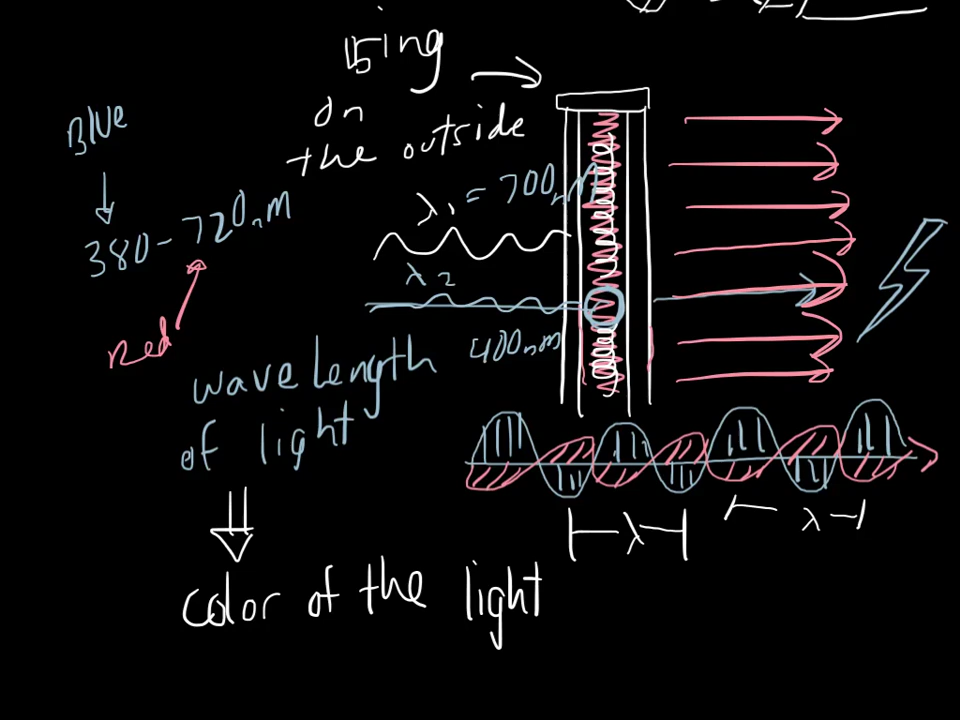 on
the outside
Blue
λ1 = 700nm
380-720nm
λ2
Red
400nm
wavelength
of light
λ
λ
color of the light